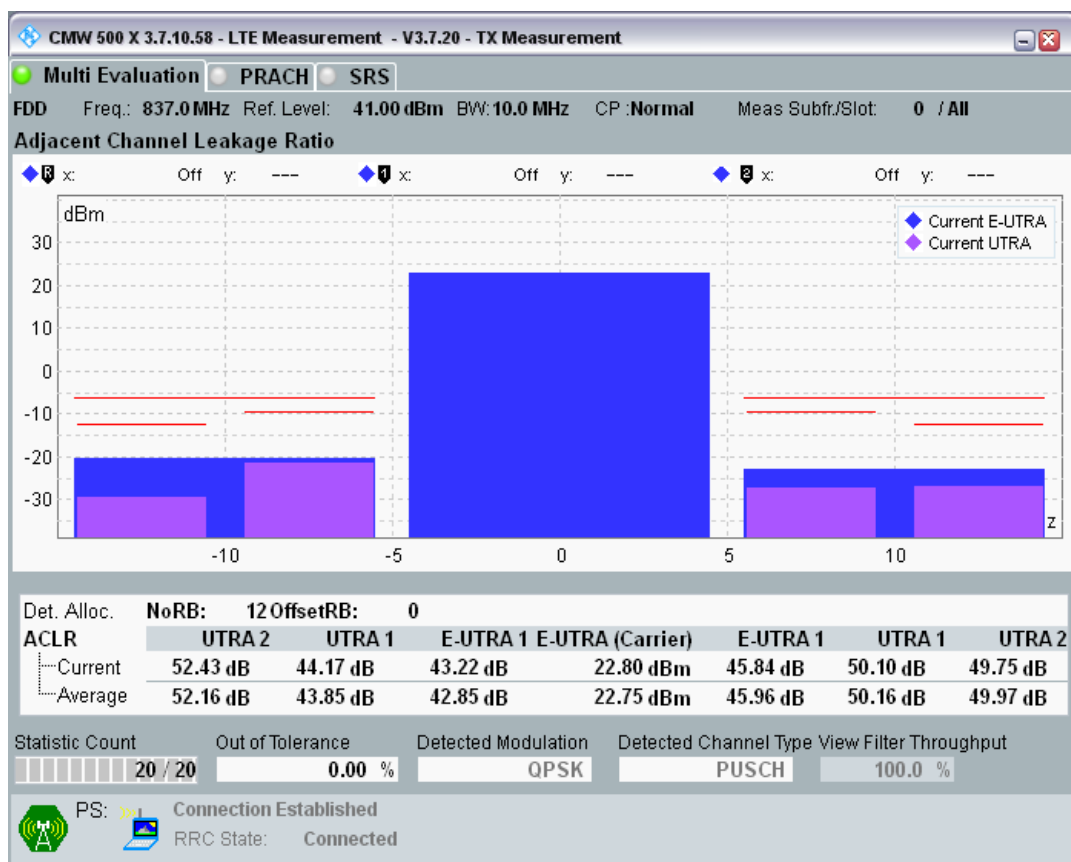 CMW 500 X 3.7.10.58 - LTE Measurement - V3.7.20 - TX Measurement
Multi Evaluation PRACH SRS
FDD Freq.: 837.0 MHz Ref. Level: 41.00 dBm BW: 10.0 MHz CP :Normal Meas Subfr./Slot: 0 / All
Adjacent Channel Leakage Ratio
R x: Off y: --- 1 x: Off y: --- 2 x: Off y: ---
dBm
Current E-UTRA
Current UTRA
30
20
10
0
-10
-20
-30
z
-10 -5 0 5 10
Det. Alloc. NoRB: 12 OffsetRB: 0
ACLR UTRA 2 UTRA 1 E-UTRA 1 E-UTRA (Carrier) E-UTRA 1 UTRA 1 UTRA 2
Current 52.43 dB 44.17 dB 43.22 dB 22.80 dBm 45.84 dB 50.10 dB 49.75 dB
Average 52.16 dB 43.85 dB 42.85 dB 22.75 dBm 45.96 dB 50.16 dB 49.97 dB
Statistic Count Out of Tolerance Detected Modulation Detected Channel Type View Filter Throughput
20 / 20 0.00 % QPSK PUSCH 100.0 %
PS: Connection Established
RRC State: Connected